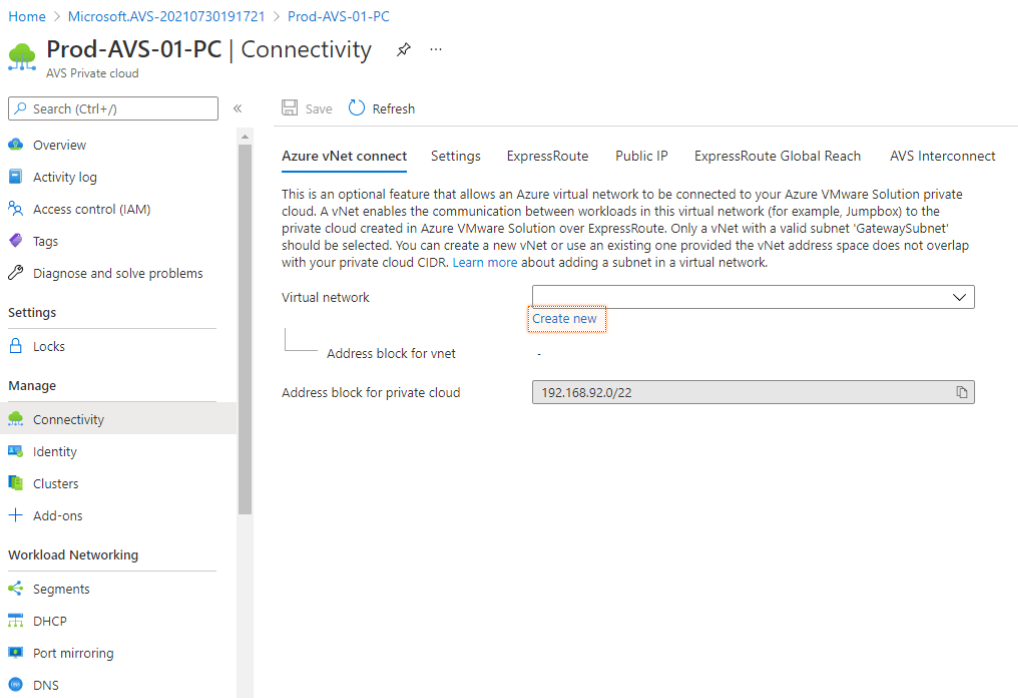 Home > Microsoft.AVS-20210730191721 > Prod-AVS-01-PC
Prod-AVS-01-PC | Connectivity ...
AVS Private cloud
Search (Ctrl+/) «
Overview
Activity log
Access control (IAM)
Tags
Diagnose and solve problems
Settings
Locks
Manage
Connectivity
Identity
Clusters
Add-ons
Workload Networking
Segments
DHCP
Port mirroring
DNS
Save Refresh
Azure vNet connect Settings ExpressRoute Public IP ExpressRoute Global Reach AVS Interconnect
This is an optional feature that allows an Azure virtual network to be connected to your Azure VMware Solution private
cloud. A vNet enables the communication between workloads in this virtual network (for example, Jumpbox) to the
private cloud created in Azure VMware Solution over ExpressRoute. Only a vNet with a valid subnet 'GatewaySubnet'
should be selected. You can create a new vNet or use an existing one provided the vNet address space does not overlap
with your private cloud CIDR. Learn more about adding a subnet in a virtual network.
Virtual network
Create new
Address block for vnet -
Address block for private cloud 192.168.92.0/22